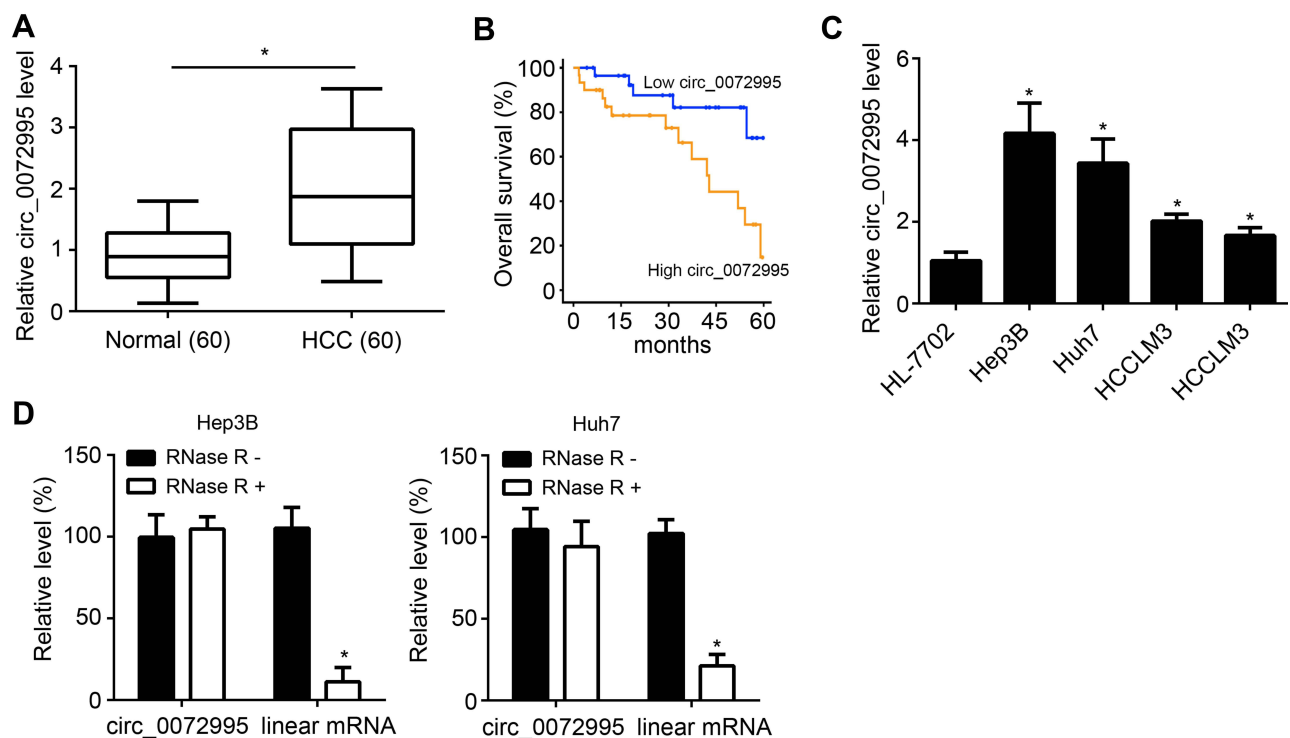 A
Relative circ_0072995 level
4
3
2
1
0
*
Normal (60)
HCC (60)
B
Overall survival (%)
100
80
60
40
20
0
Low circ_0072995
High circ_0072995
0 15 30 45 60
months
C
Relative circ_0072995 level
6
4
2
0
*
*
*
*
HL-7702
Hep3B
Huh7
HCCLM3
HCCLM3
D
Hep3B
Relative level (%)
150
100
50
0
RNase R -
RNase R +
*
circ_0072995
linear mRNA
Huh7
Relative level (%)
150
100
50
0
RNase R -
RNase R +
*
circ_0072995
linear mRNA